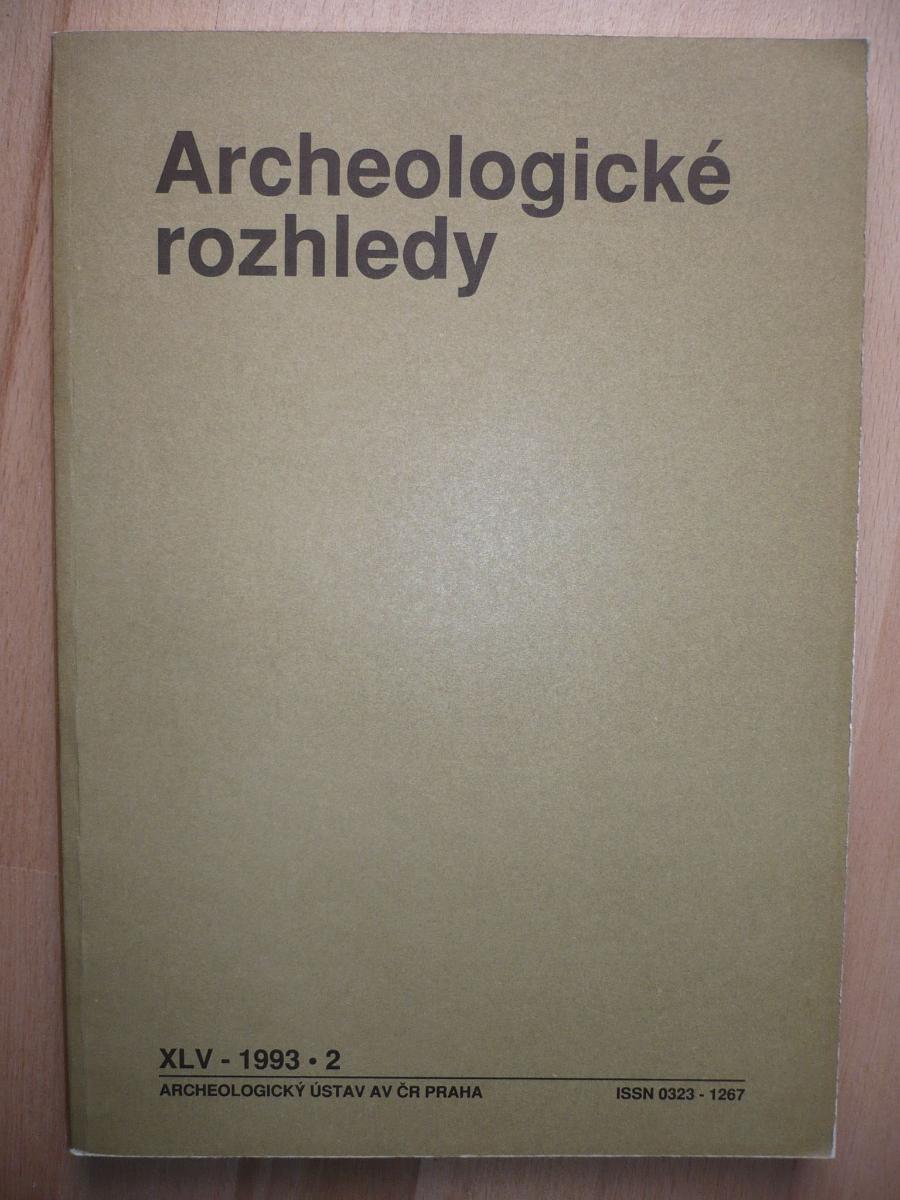 Archeologické
rozhledy
XLV - 1993 • 2
ARCHEOLOGICKÝ ÚSTAV AV ČR PRAHA
ISSN 0323 - 1267